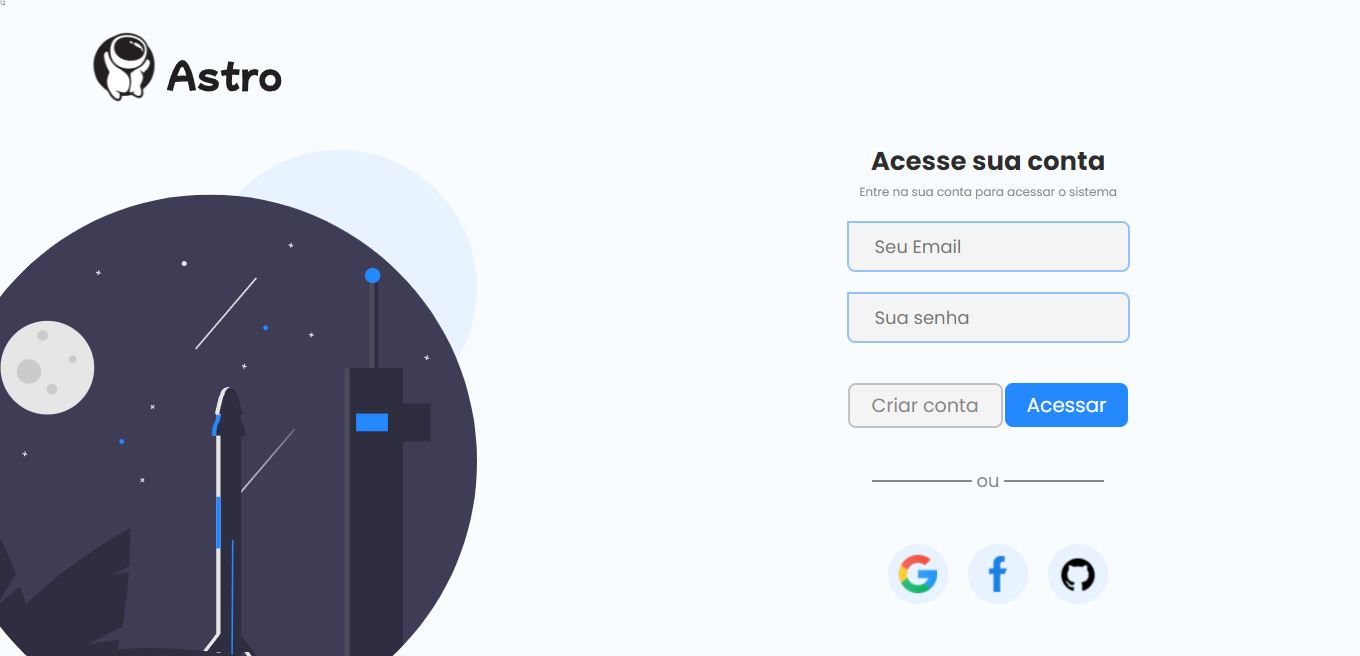 Astro
Acesse sua conta
Entre na sua conta para acessar o sistema
Seu Email
Sua senha
Criar conta Acessar
ou